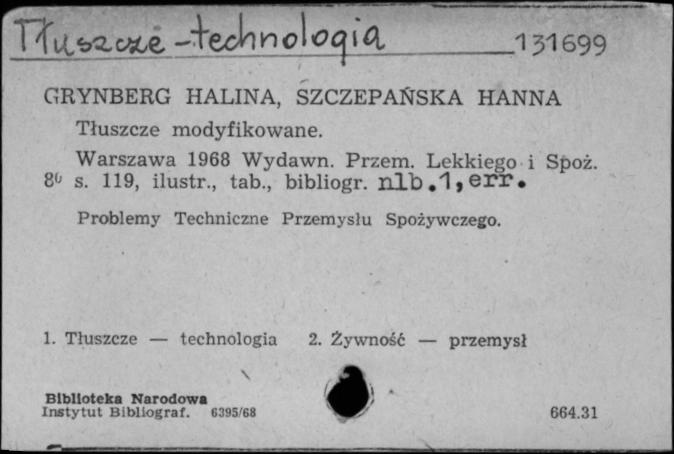 Tłuszcze - technologia 131699
GRYNBERG HALINA, SZCZEPAŃSKA HANNA
Tłuszcze modyfikowane.
Warszawa 1968 Wydawn. Przem. Lekkiego i Spoż.
8⁰ s. 119, ilustr., tab., bibliogr. nlb.1, err.
Problemy Techniczne Przemysłu Spożywczego.
1. Tłuszcze — technologia 2. Żywność — przemysł
Biblioteka Narodowa
Instytut Bibliograf. 6395/68 664.31